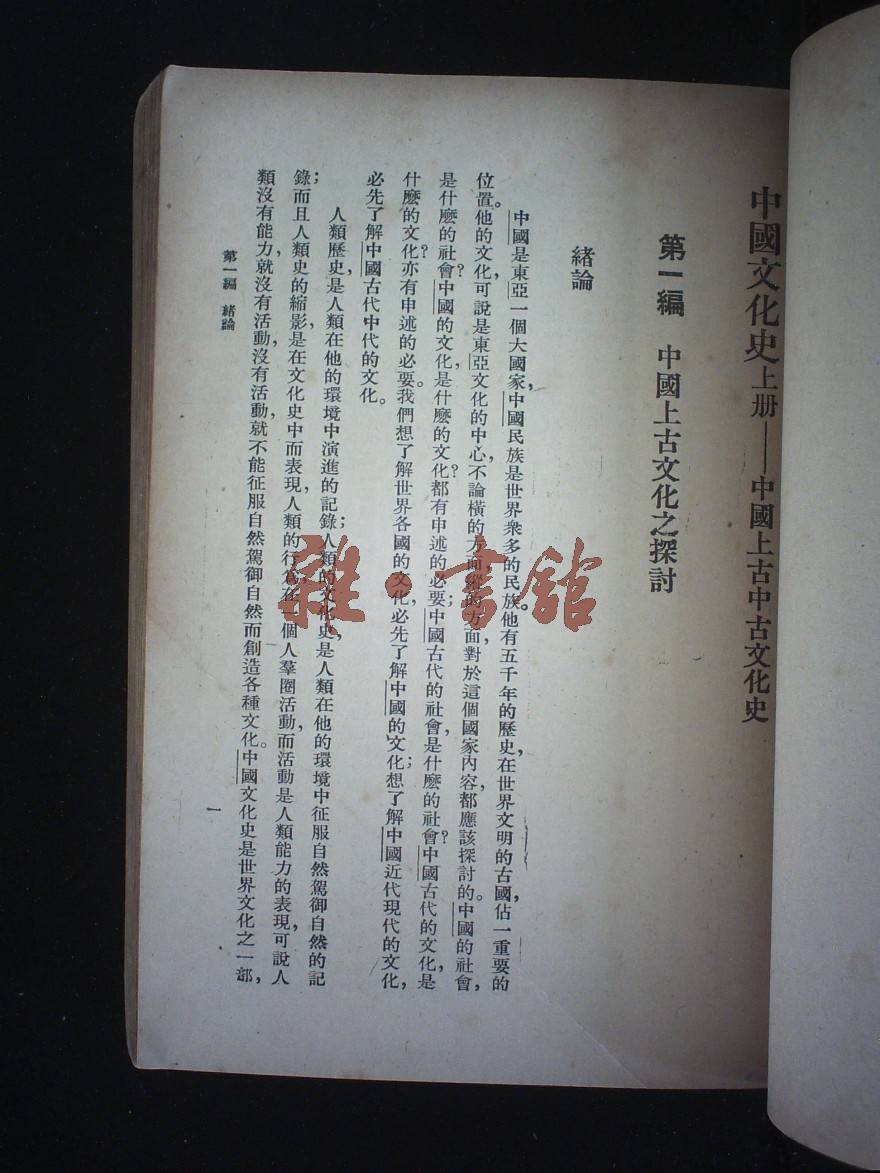 中國文化史上册——中國上古中古文化史
第一編　中國上古文化之探討
緒論
中國是東亞一個大國家，中國民族是世界衆多的民族。他有五千年的歷史，在世界文明的古國，佔一重要的
位置。他的文化，可說是東亞文化的中心，不論橫的方面，縱的方面，對於這個國家內容，都應該探討的。中國的社會，
是什麽的社會？中國的文化，是什麽的文化？都有申述的必要；中國古代的社會，是什麽的社會？中國古代的文化，是
什麽的文化？亦有申述的必要。我們想了解世界各國的文化，必先了解中國的文化；想了解中國近代現代的文化，
必先了解中國古代中代的文化。
人類歷史，是人類在他的環境中演進的記錄；人類的文化史，是人類在他的環境中征服自然駕御自然的記
錄；而且人類史的縮影，是在文化史中而表現，人類的行爲，在一個人羣圈活動，而活動是人類能力的表現，可說人
類沒有能力，就沒有活動，沒有活動，就不能征服自然駕御自然而創造各種文化。中國文化史是世界文化之一部，
第一編　緒論
一
雜·書館